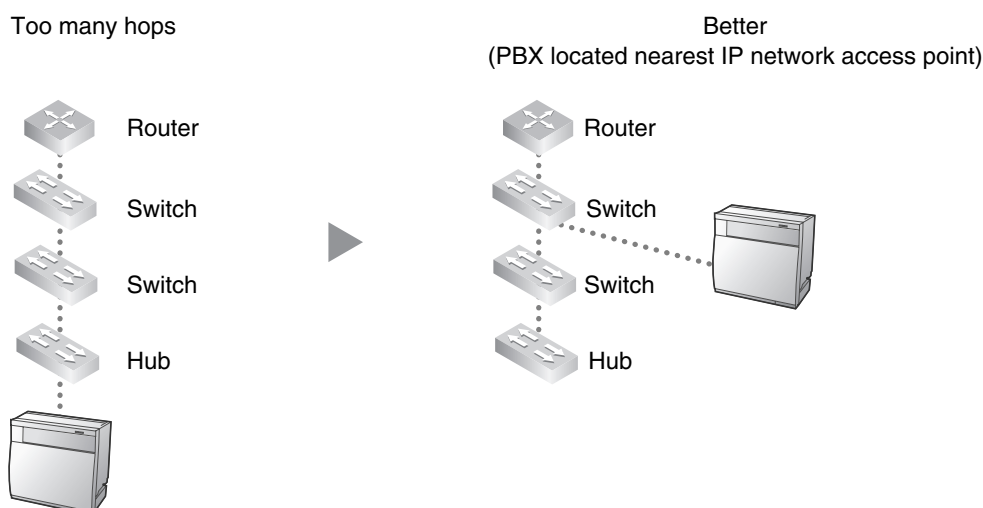 Too many hops
Router
Switch
Switch
Hub
Better
(PBX located nearest IP network access point)
Router
Switch
Switch
Hub